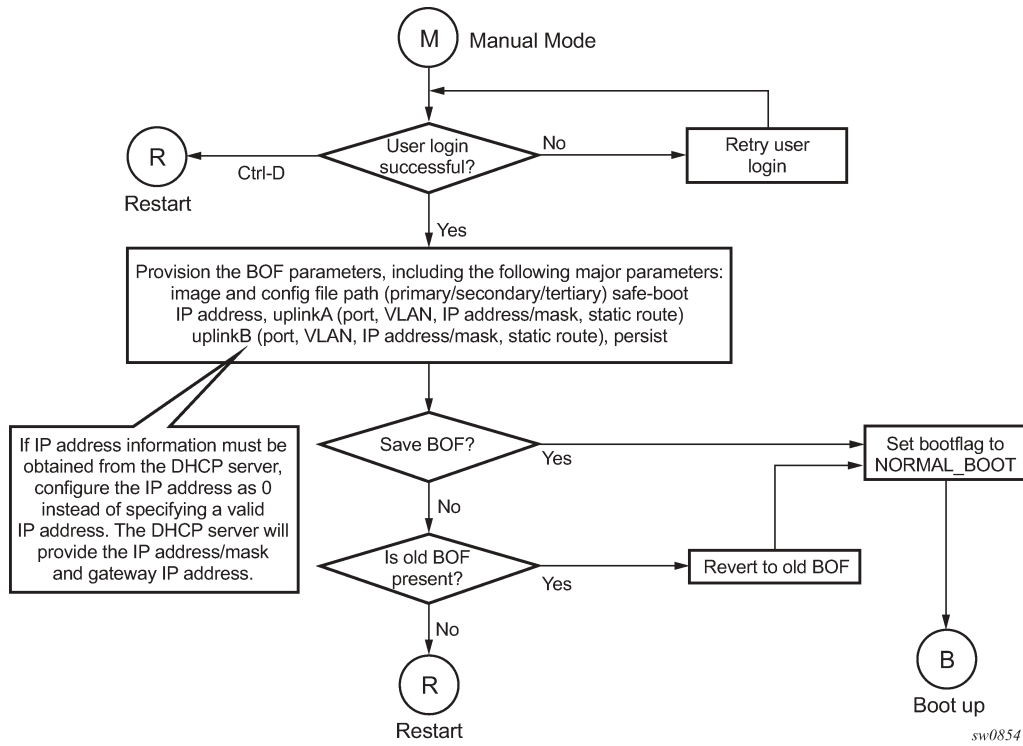 M
Manual Mode
User login
successful?
No
Retry user
login
R
Restart
Ctrl-D
Yes
Provision the BOF parameters, including the following major parameters:
image and config file path (primary/secondary/tertiary) safe-boot
IP address, uplinkA (port, VLAN, IP address/mask, static route)
uplinkB (port, VLAN, IP address/mask, static route), persist
If IP address information must be
obtained from the DHCP server,
configure the IP address as 0
instead of specifying a valid
IP address. The DHCP server will
provide the IP address/mask
and gateway IP address.
Save BOF?
Yes
Set bootflag to
NORMAL_BOOT
No
Is old BOF
present?
Yes
Revert to old BOF
No
R
Restart
B
Boot up
sw0854